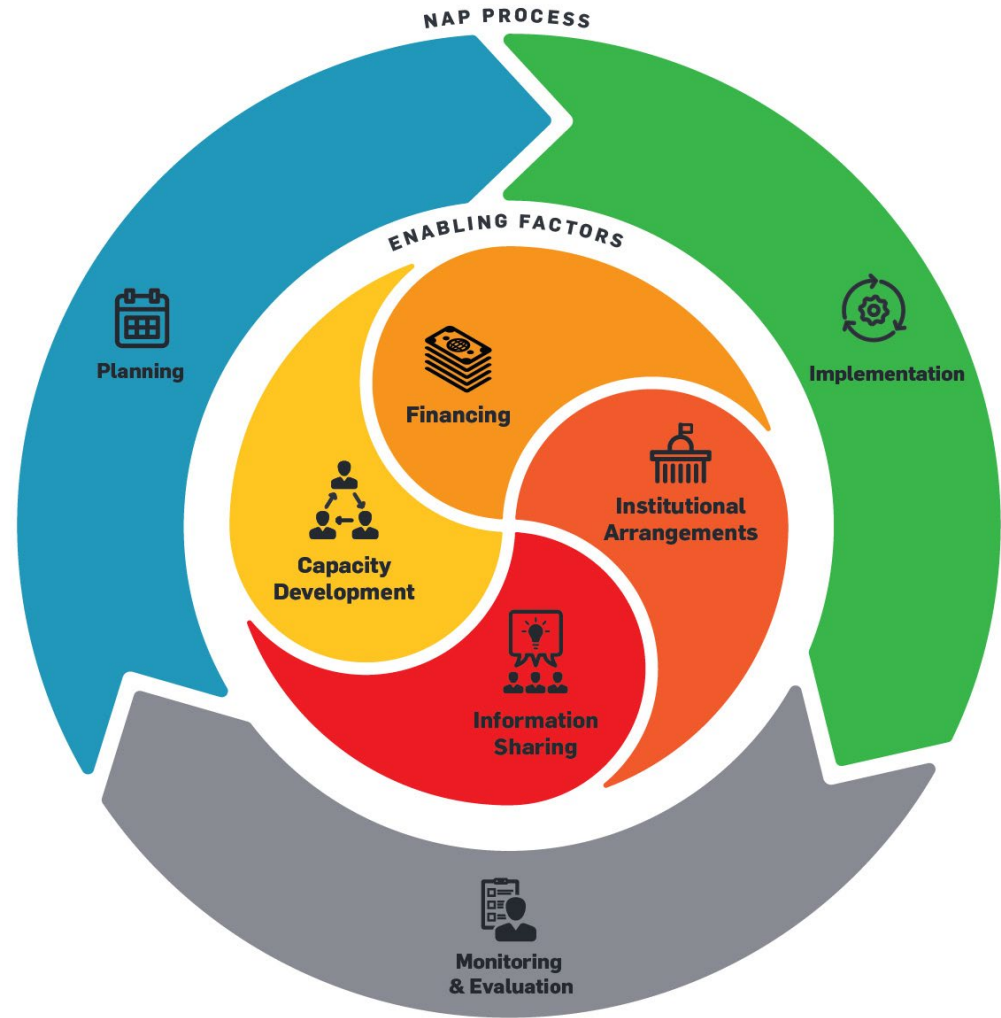 NAP PROCESS
ENABLING FACTORS
Planning
Implementation
Financing
Institutional
Arrangements
Capacity
Development
Information
Sharing
Monitoring
& Evaluation